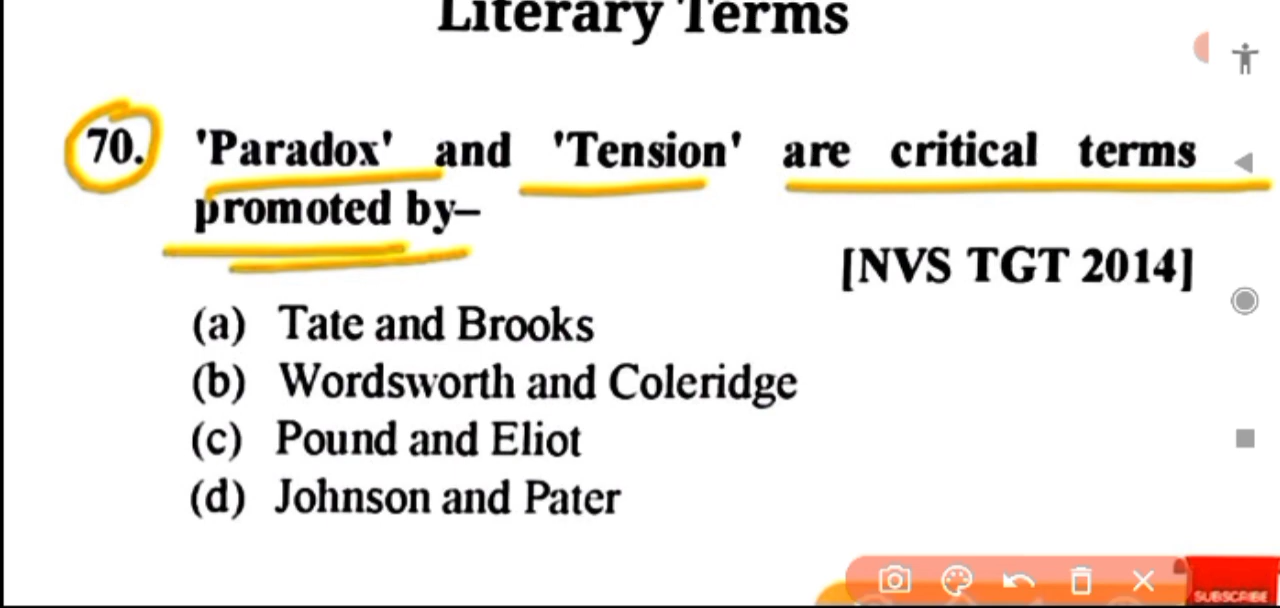 Literary Terms
70. 'Paradox' and 'Tension' are critical terms
promoted by–
[NVS TGT 2014]
(a) Tate and Brooks
(b) Wordsworth and Coleridge
(c) Pound and Eliot
(d) Johnson and Pater
SUBSCRIBE